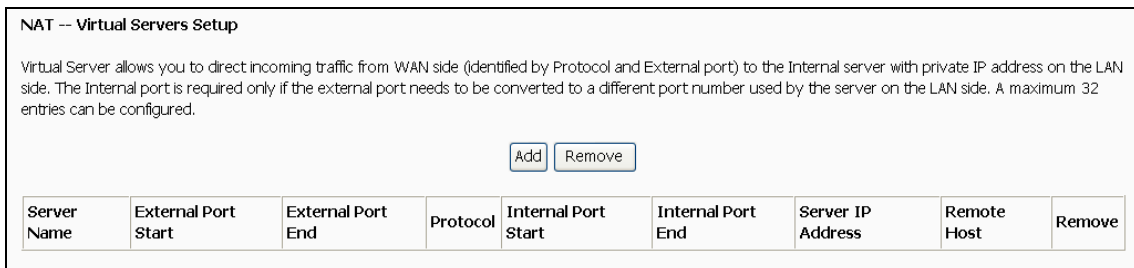 NAT -- Virtual Servers Setup
Virtual Server allows you to direct incoming traffic from WAN side (identified by Protocol and External port) to the Internal server with private IP address on the LAN
side. The Internal port is required only if the external port needs to be converted to a different port number used by the server on the LAN side. A maximum 32
entries can be configured.
Add Remove
Server Name External Port Start External Port End Protocol Internal Port Start Internal Port End Server IP Address Remote Host Remove